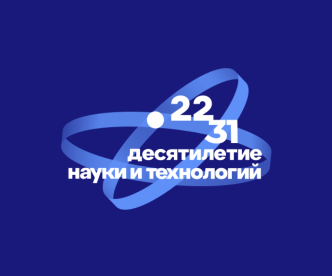 22
31
десятилетие
науки и технологий